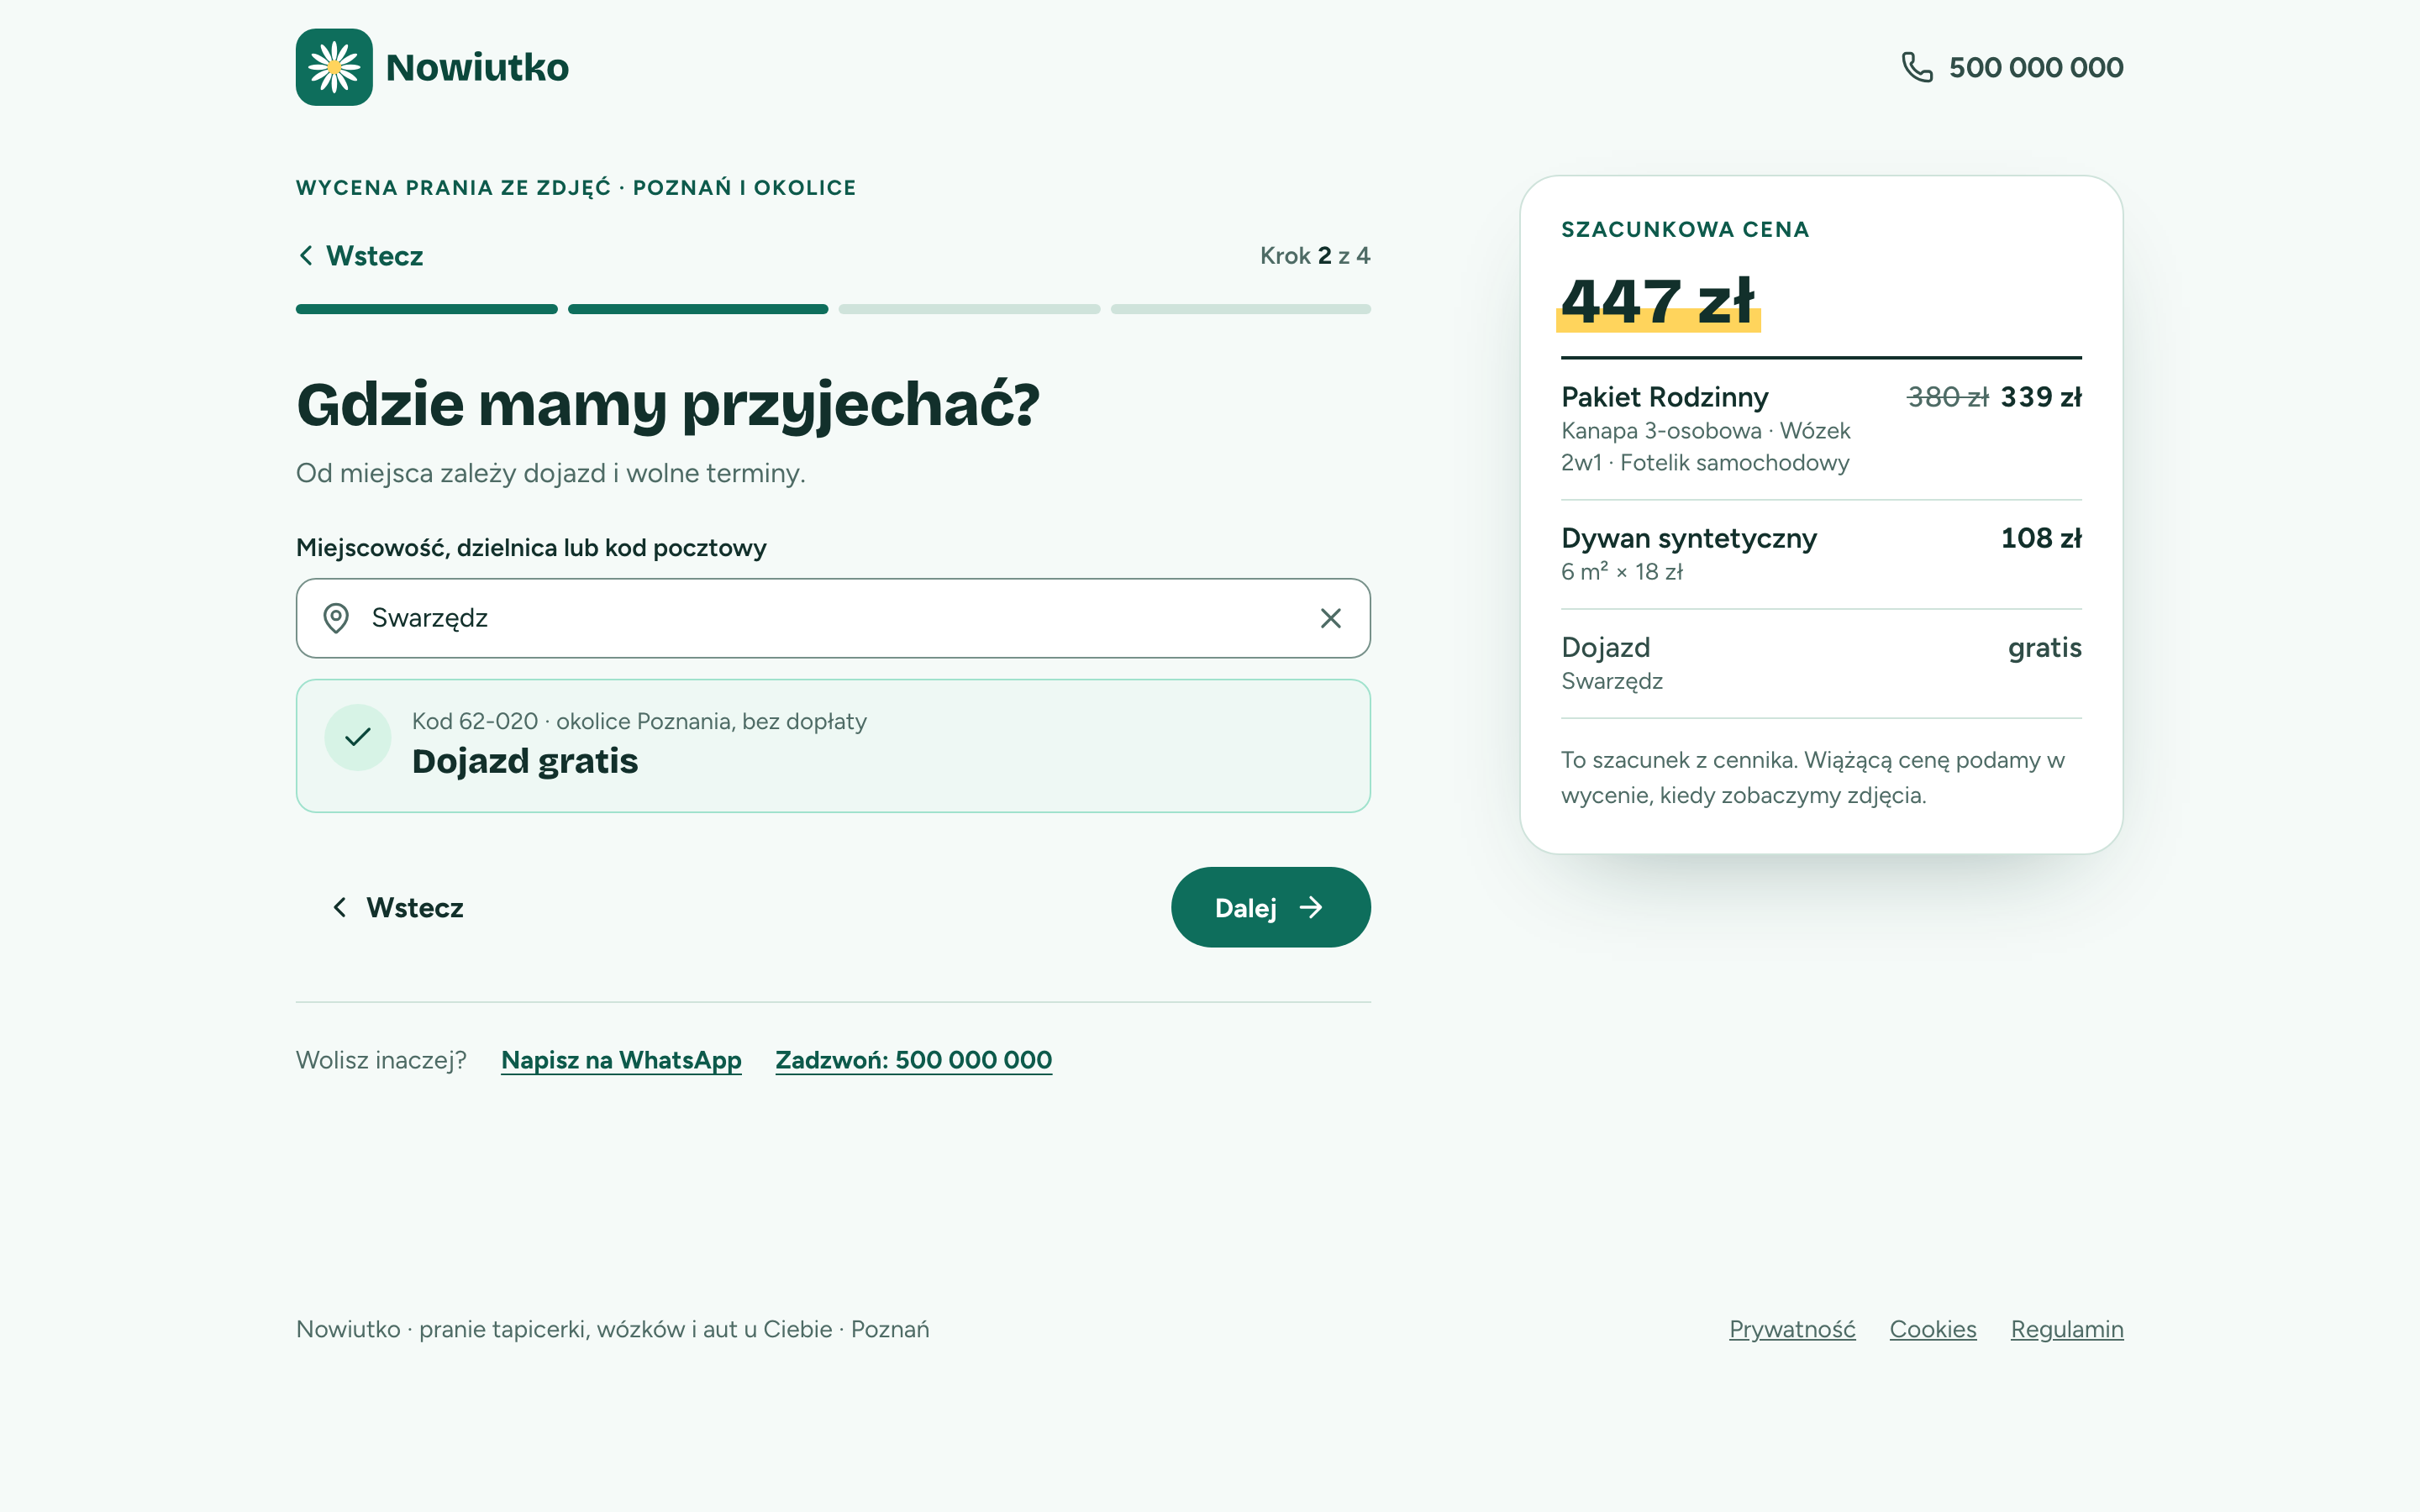 Nowiutko
500 000 000
WYCENA PRANIA ZE ZDJĘĆ · POZNAŃ I OKOLICE
Wstecz
Krok 2 z 4
Gdzie mamy przyjechać?
Od miejsca zależy dojazd i wolne terminy.
Miejscowość, dzielnica lub kod pocztowy
Swarzędz
Kod 62-020 · okolice Poznania, bez dopłaty
Dojazd gratis
Wstecz
Dalej
Wolisz inaczej? Napisz na WhatsApp Zadzwoń: 500 000 000
SZACUNKOWA CENA
447 zł
Pakiet Rodzinny 380 zł 339 zł
Kanapa 3-osobowa · Wózek
2w1 · Fotelik samochodowy
Dywan syntetyczny 108 zł
6 m² × 18 zł
Dojazd gratis
Swarzędz
To szacunek z cennika. Wiążącą cenę podamy w
wycenie, kiedy zobaczymy zdjęcia.
Nowiutko · pranie tapicerki, wózków i aut u Ciebie · Poznań
Prywatność Cookies Regulamin